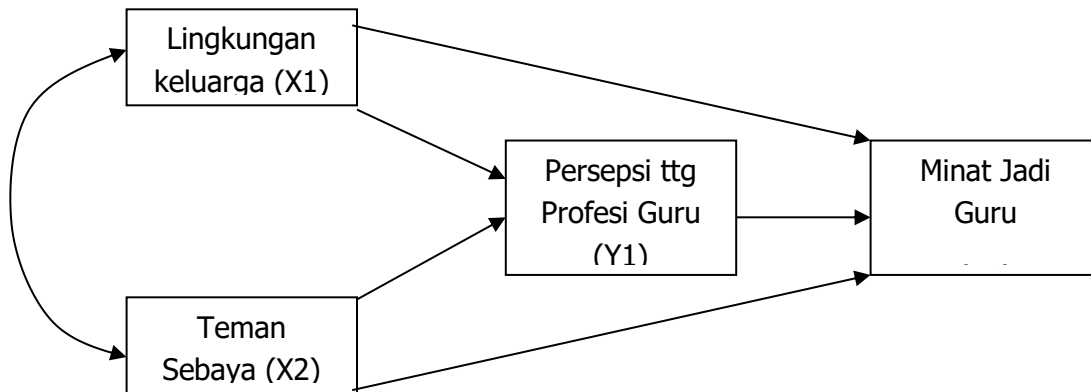 Lingkungan
keluarga (X1)
Persepsi ttg
Profesi Guru
(Y1)
Minat Jadi
Guru
Teman
Sebaya (X2)